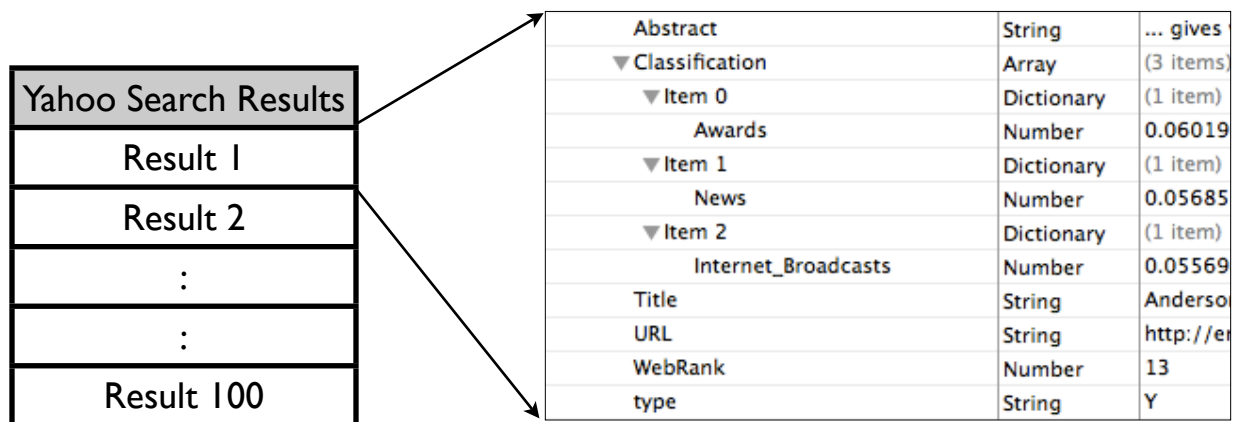 Yahoo Search Results
Result 1
Result 2
:
:
Result 100
Abstract String ... gives
Classification Array (3 items)
Item 0 Dictionary (1 item)
Awards Number 0.06019
Item 1 Dictionary (1 item)
News Number 0.05685
Item 2 Dictionary (1 item)
Internet_Broadcasts Number 0.05569
Title String Anderso
URL String http://er
WebRank Number 13
type String Y